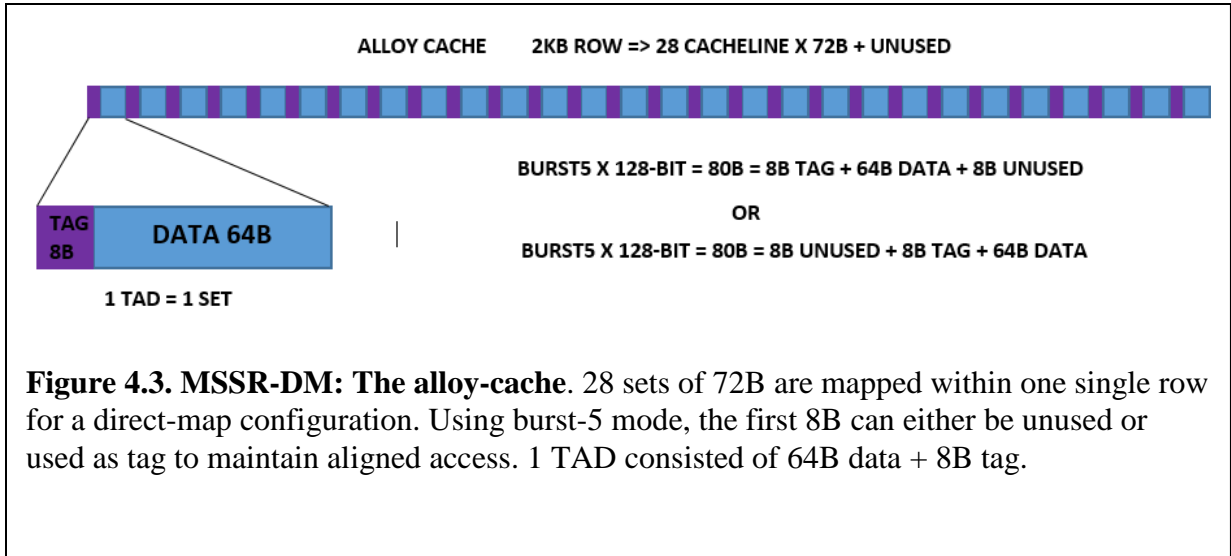 ALLOY CACHE 2KB ROW => 28 CACHELINE X 72B + UNUSED
BURST5 X 128-BIT = 80B = 8B TAG + 64B DATA + 8B UNUSED
OR
BURST5 X 128-BIT = 80B = 8B UNUSED + 8B TAG + 64B DATA
TAG
8B
DATA 64B
1 TAD = 1 SET
Figure 4.3. MSSR-DM: The alloy-cache. 28 sets of 72B are mapped within one single row
for a direct-map configuration. Using burst-5 mode, the first 8B can either be unused or
used as tag to maintain aligned access. 1 TAD consisted of 64B data + 8B tag.